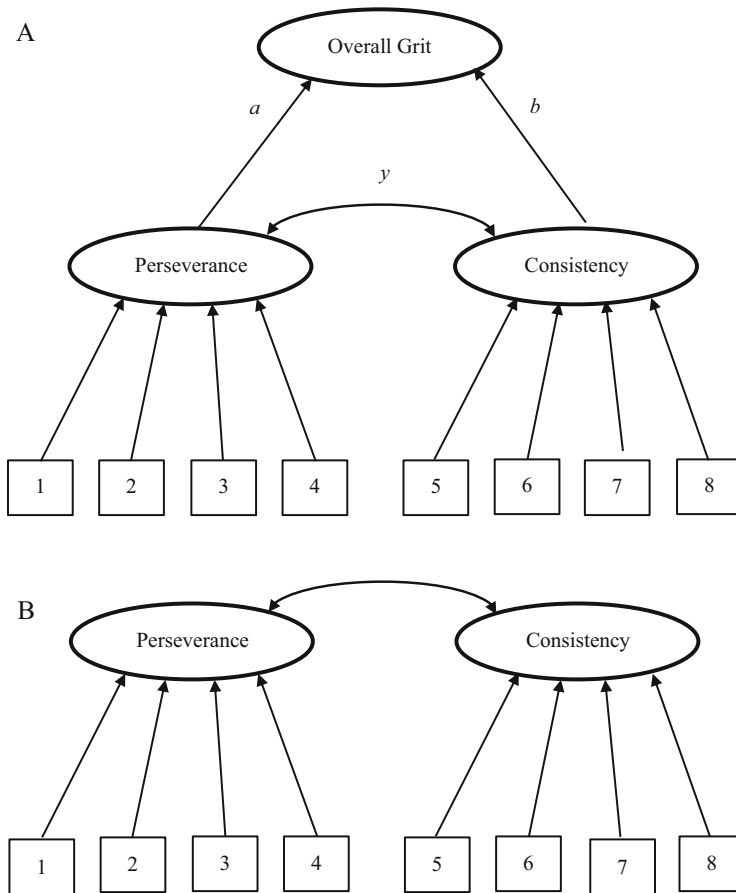 A
Overall Grit
a
b
y
Perseverance
Consistency
1 2 3 4 5 6 7 8
B
Perseverance
Consistency
1 2 3 4 5 6 7 8